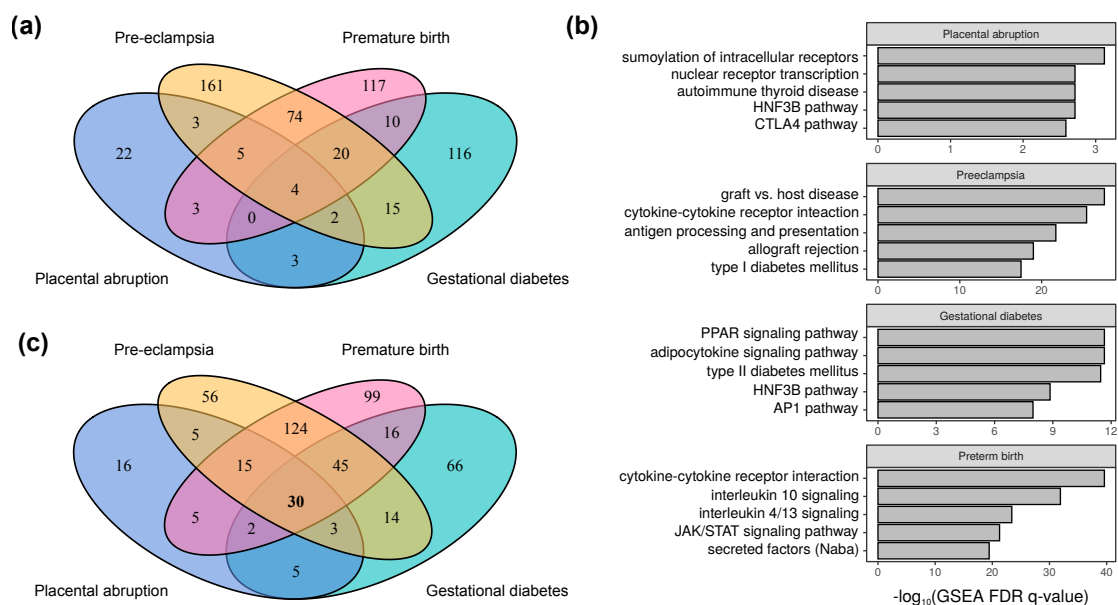 (a)
Pre-eclampsia
Premature birth
161
117
3
74
10
22
5
20
116
4
3
0
2
15
3
Placental abruption
Gestational diabetes
(b)
Placental abruption
sumoylation of intracellular receptors
nuclear receptor transcription
autoimmune thyroid disease
HNF3B pathway
CTLA4 pathway
0 1 2 3
Preeclampsia
graft vs. host disease
cytokine-cytokine receptor inteaction
antigen processing and presentation
allograft rejection
type I diabetes mellitus
0 10 20
Gestational diabetes
PPAR signaling pathway
adipocytokine signaling pathway
type II diabetes mellitus
HNF3B pathway
AP1 pathway
0 3 6 9 12
Preterm birth
cytokine-cytokine receptor interaction
interleukin 10 signaling
interleukin 4/13 signaling
JAK/STAT signaling pathway
secreted factors (Naba)
0 10 20 30 40
-log₁₀(GSEA FDR q-value)
(c)
Pre-eclampsia
Premature birth
56
99
5
124
16
16
15
45
66
30
5
2
3
14
5
Placental abruption
Gestational diabetes